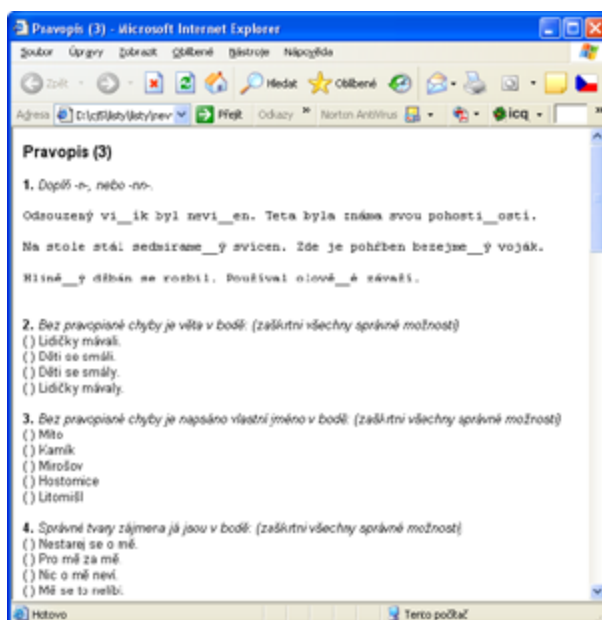 Pravopis (3) - Microsoft Internet Explorer
Soubor Úpravy Zobrazit Oblíbené Nástroje Nápověda
Zpět Hledat Oblíbené
Adresa Přejít Odkazy Norton AntiVirus icq
Pravopis (3)
1. Doplň -n-, nebo -nn-.
Odsouzený vi__ík byl nevi__en. Teta byla známa svou pohosti__ostí.
Na stole stál sedmirame__ý svícen. Zde je pohřben bezejme__ý voják.
Hlině__ý džbán se rozbil. Používal olově__é závaží.
2. Bez pravopisné chyby je věta v bodě: (zaškrtni všechny správné možnosti)
( ) Lidičky mávali.
( ) Děti se smáli.
( ) Děti se smály.
( ) Lidičky mávaly.
3. Bez pravopisné chyby je napsáno vlastní jméno v bodě: (zaškrtni všechny správné možnosti)
( ) Mito
( ) Kamík
( ) Mirošov
( ) Hostomice
( ) Litomišl
4. Správné tvary zájmena já jsou v bodě: (zaškrtni všechny správné možnosti)
( ) Nestarej se o mě.
( ) Pro mě za mě.
( ) Nic o mě neví.
( ) Mě se to nelíbí.
Hotovo Tento počítač